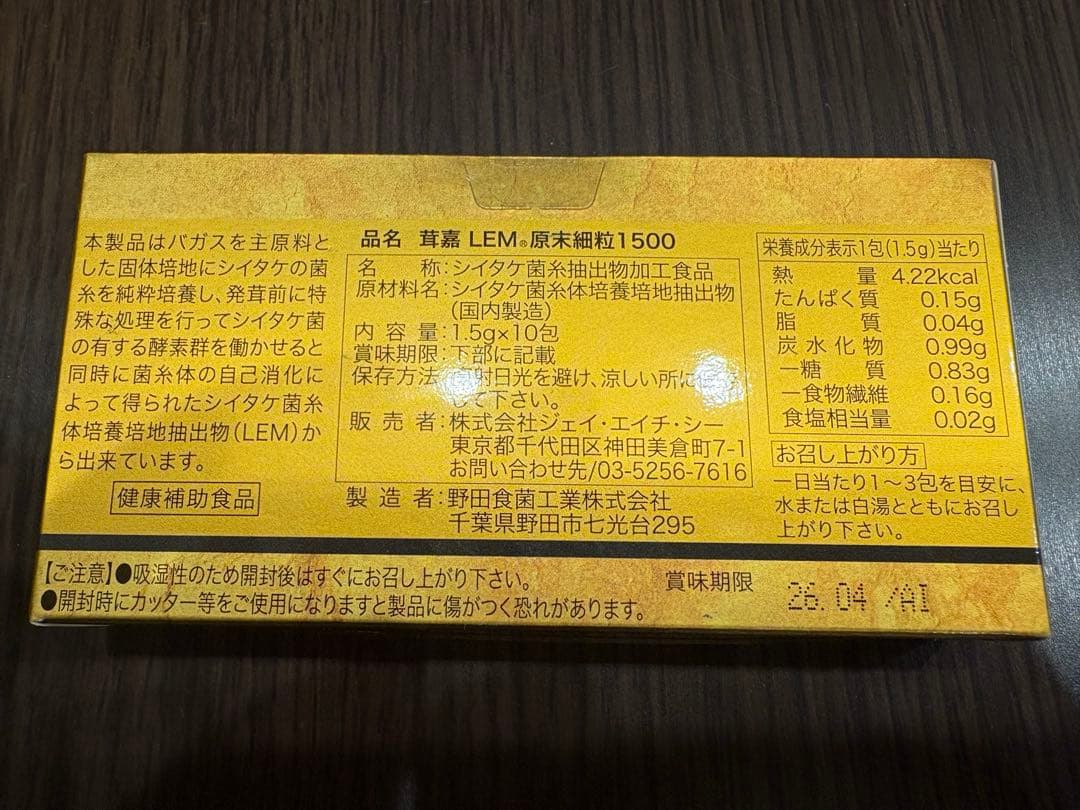 本製品はバガスを主原料と
した固体培地にシイタケの菌
糸を純粋培養し、発茸前に特
殊な処理を行ってシイタケ菌
の有する酵素群を働かせると
同時に菌糸体の自己消化に
よって得られたシイタケ菌糸
体培養培地抽出物(LEM)か
ら出来ています。
健康補助食品
品名 茸嘉 LEM®原末細粒1500
名 称:シイタケ菌糸抽出物加工食品
原材料名:シイタケ菌糸体培養培地抽出物
(国内製造)
内容量:1.5g×10包
賞味期限:下部に記載
保存方法 射日光を避け、涼しい所に
して下さい。
販売者:株式会社ジェイ・エイチ・シー
東京都千代田区神田美倉町7-1
お問い合わせ先/03-5256-7616
製造者:野田食菌工業株式会社
千葉県野田市七光台295
栄養成分表示1包(1.5g)当たり
熱量 4.22kcal
たんぱく質 0.15g
脂質 0.04g
炭水化物 0.99g
ー糖質 0.83g
ー食物繊維 0.16g
食塩相当量 0.02g
お召し上がり方
一日当たり1〜3包を目安に、
水または白湯とともにお召し
上がり下さい。
【ご注意】●吸湿性のため開封後はすぐにお召し上がり下さい。
●開封時にカッター等をご使用になりますと製品に傷がつく恐れがあります。
賞味期限 26.04 /AI